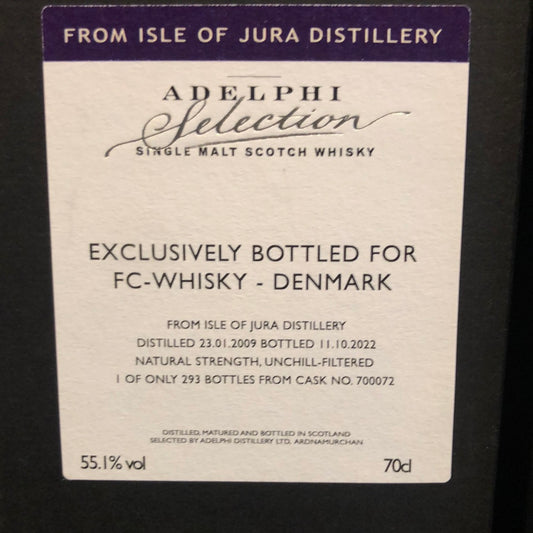 FROM ISLE OF JURA DISTILLERY
ADELPHI
Selection
SINGLE MALT SCOTCH WHISKY
EXCLUSIVELY BOTTLED FOR
FC-WHISKY - DENMARK
FROM ISLE OF JURA DISTILLERY
DISTILLED 23.01.2009 BOTTLED 11.10.2022
NATURAL STRENGTH, UNCHILL-FILTERED
1 OF ONLY 293 BOTTLES FROM CASK NO. 700072
DISTILLED, MATURED AND BOTTLED IN SCOTLAND
SELECTED BY ADELPHI DISTILLERY LTD. ARDNAMURCHAN
55.1% vol 70cl